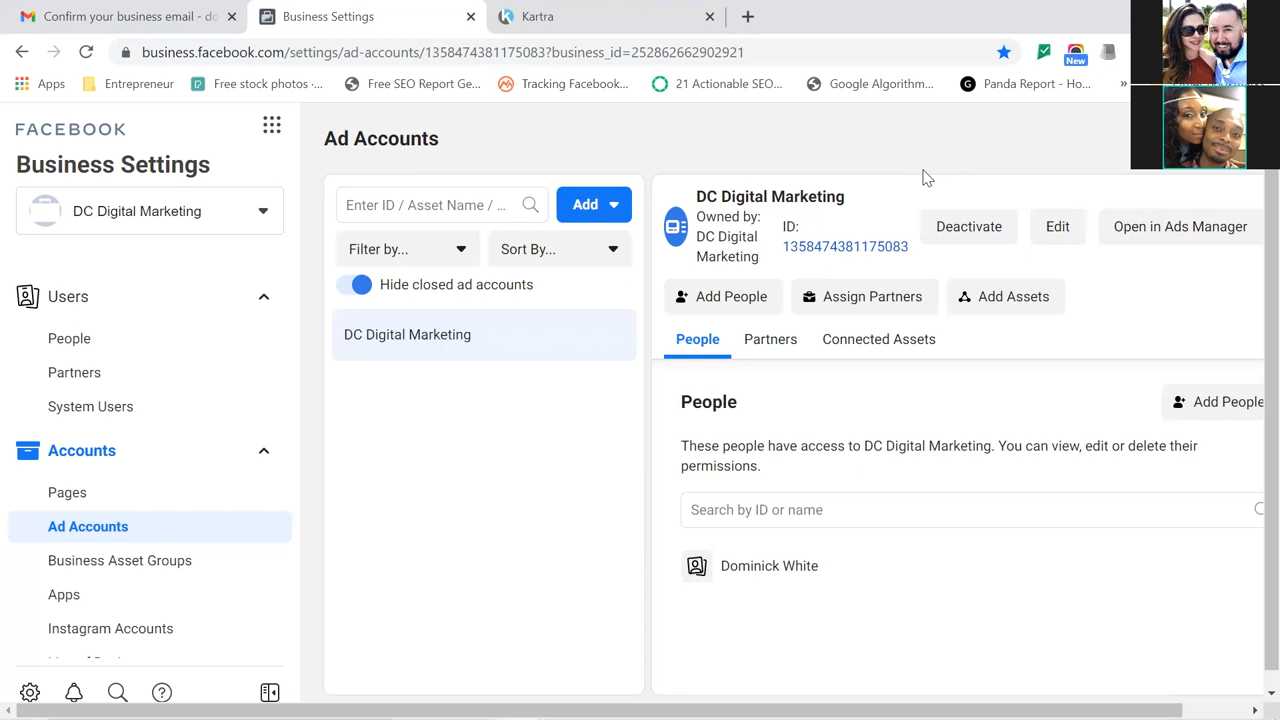 Confirm your business email - do
Business Settings
Kartra
business.facebook.com/settings/ad-accounts/1358474381175083?business_id=252862662902921
New
Apps
Entrepreneur
Free stock photos ·...
Free SEO Report C...
Tracking Facebook...
21 Actionable SEO...
Google Algorithm...
Panda Report - Ho...
»
FACEBOOK
Business Settings
DC Digital Marketing
Users
People
Partners
System Users
Accounts
Pages
Ad Accounts
Business Asset Groups
Apps
Instagram Accounts
Ad Accounts
Enter ID / Asset Name / ...
Add
Filter by...
Sort By...
Hide closed ad accounts
DC Digital Marketing
DC Digital Marketing
Owned by:
DC Digital
Marketing
ID:
1358474381175083
Deactivate
Edit
Open in Ads Manager
Add People
Assign Partners
Add Assets
People
Partners
Connected Assets
People
Add People
These people have access to DC Digital Marketing. You can view, edit or delete their
permissions.
Search by ID or name
Dominick White